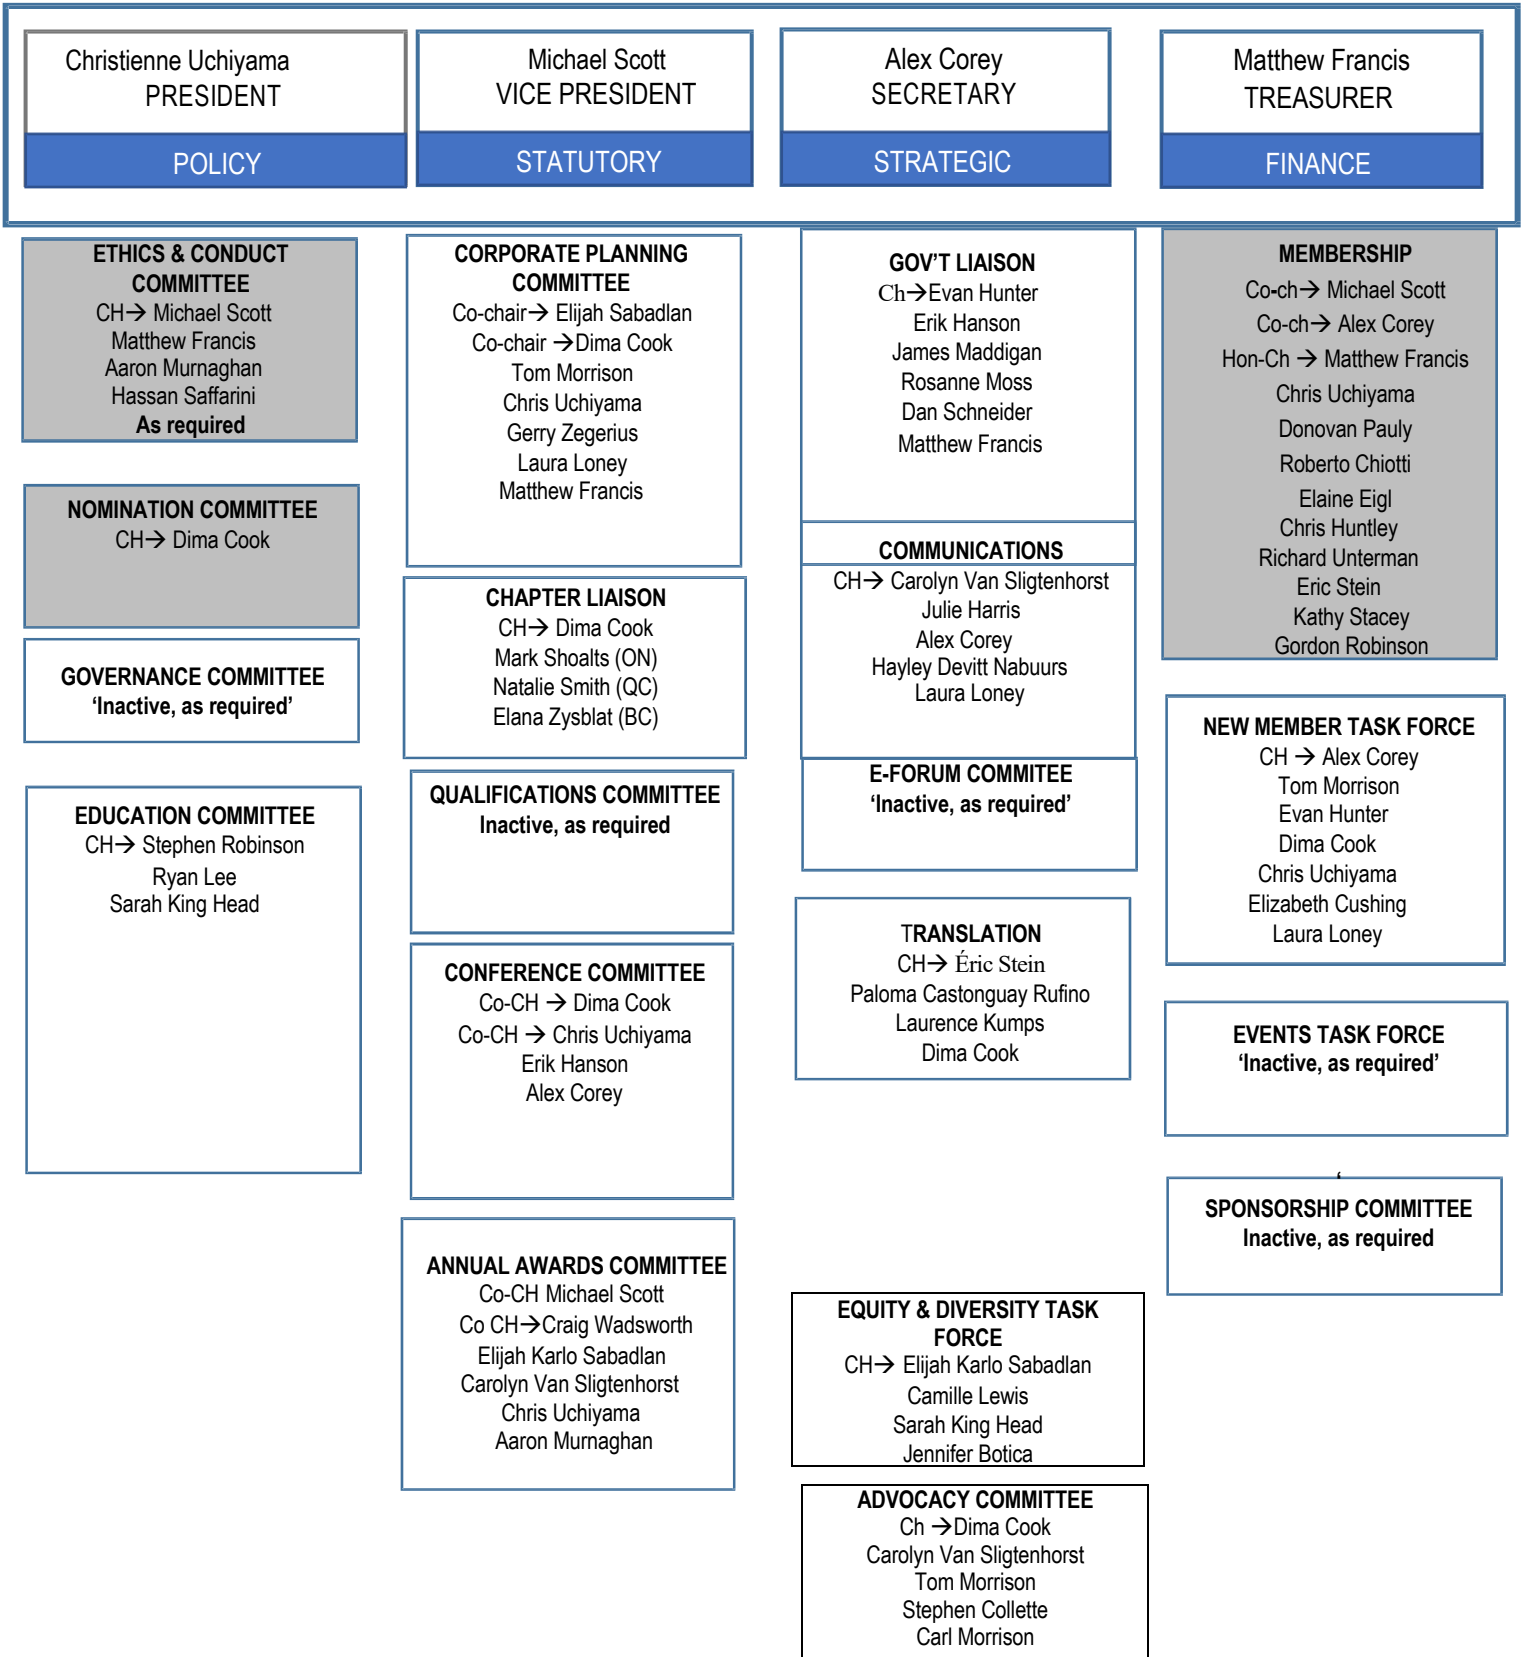 Christienne Uchiyama
PRESIDENT
POLICY
Michael Scott
VICE PRESIDENT
STATUTORY
Alex Corey
SECRETARY
STRATEGIC
Matthew Francis
TREASURER
FINANCE
ETHICS & CONDUCT
COMMITTEE
CH→ Michael Scott
Matthew Francis
Aaron Murnaghan
Hassan Saffarini
As required
NOMINATION COMMITTEE
CH→ Dima Cook
GOVERNANCE COMMITTEE
‘Inactive, as required’
EDUCATION COMMITTEE
CH→ Stephen Robinson
Ryan Lee
Sarah King Head
CORPORATE PLANNING
COMMITTEE
Co-chair→ Elijah Sabadlan
Co-chair →Dima Cook
Tom Morrison
Chris Uchiyama
Gerry Zegerius
Laura Loney
Matthew Francis
CHAPTER LIAISON
CH→ Dima Cook
Mark Shoalts (ON)
Natalie Smith (QC)
Elana Zysblat (BC)
QUALIFICATIONS COMMITTEE
Inactive, as required
CONFERENCE COMMITTEE
Co-CH → Dima Cook
Co-CH → Chris Uchiyama
Erik Hanson
Alex Corey
ANNUAL AWARDS COMMITTEE
Co-CH Michael Scott
Co CH→Craig Wadsworth
Elijah Karlo Sabadlan
Carolyn Van Sligtenhorst
Chris Uchiyama
Aaron Murnaghan
GOV’T LIAISON
Ch→Evan Hunter
Erik Hanson
James Maddigan
Rosanne Moss
Dan Schneider
Matthew Francis
COMMUNICATIONS
CH→ Carolyn Van Sligtenhorst
Julie Harris
Alex Corey
Hayley Devitt Nabuurs
Laura Loney
E-FORUM COMMITEE
‘Inactive, as required’
TRANSLATION
CH→ Éric Stein
Paloma Castonguay Rufino
Laurence Kumps
Dima Cook
EQUITY & DIVERSITY TASK
FORCE
CH→ Elijah Karlo Sabadlan
Camille Lewis
Sarah King Head
Jennifer Botica
ADVOCACY COMMITTEE
Ch →Dima Cook
Carolyn Van Sligtenhorst
Tom Morrison
Stephen Collette
Carl Morrison
MEMBERSHIP
Co-ch→ Michael Scott
Co-ch→ Alex Corey
Hon-Ch → Matthew Francis
Chris Uchiyama
Donovan Pauly
Roberto Chiotti
Elaine Eigl
Chris Huntley
Richard Unterman
Eric Stein
Kathy Stacey
Gordon Robinson
NEW MEMBER TASK FORCE
CH → Alex Corey
Tom Morrison
Evan Hunter
Dima Cook
Chris Uchiyama
Elizabeth Cushing
Laura Loney
EVENTS TASK FORCE
‘Inactive, as required’
‘
SPONSORSHIP COMMITTEE
Inactive, as required